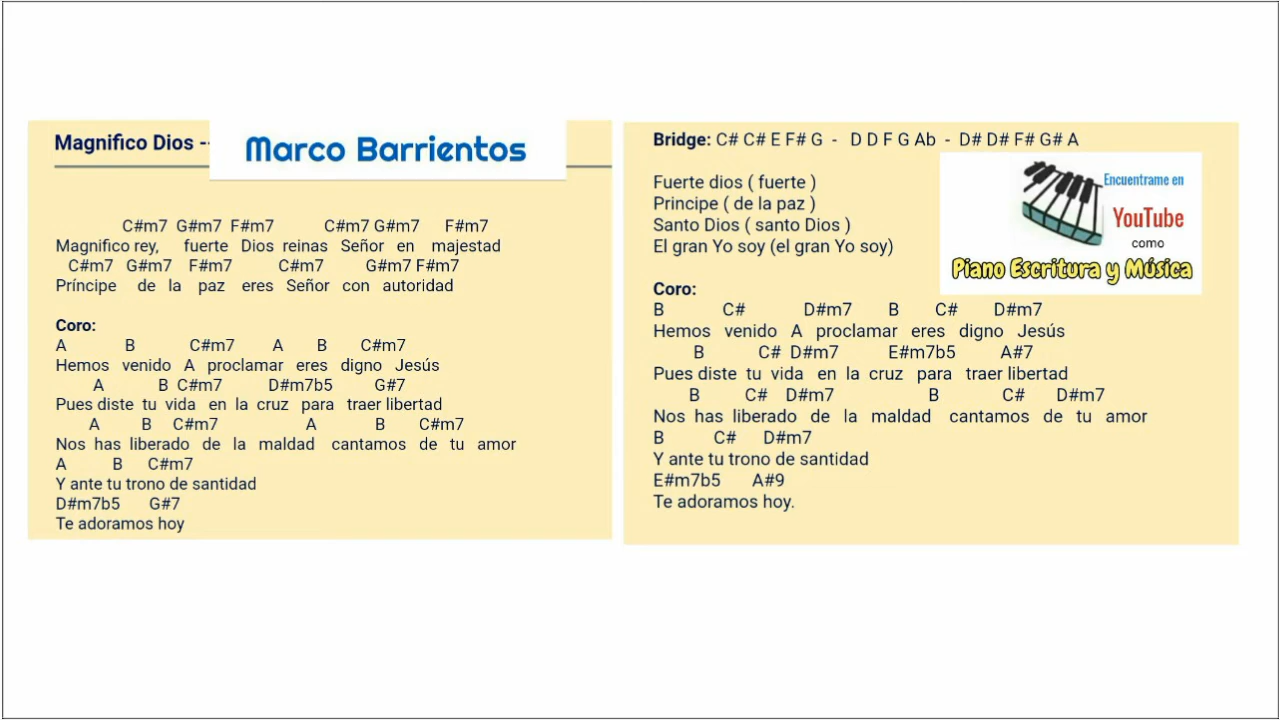 Magnifico Dios --
Marco Barrientos
C#m7 G#m7 F#m7 C#m7 G#m7 F#m7
Magnifico rey, fuerte Dios reinas Señor en majestad
C#m7 G#m7 F#m7 C#m7 G#m7 F#m7
Príncipe de la paz eres Señor con autoridad
Coro:
A B C#m7 A B C#m7
Hemos venido A proclamar eres digno Jesús
A B C#m7 D#m7b5 G#7
Pues diste tu vida en la cruz para traer libertad
A B C#m7 A B C#m7
Nos has liberado de la maldad cantamos de tu amor
A B C#m7
Y ante tu trono de santidad
D#m7b5 G#7
Te adoramos hoy
Bridge: C# C# E F# G - D D F G Ab - D# D# F# G# A
Fuerte dios ( fuerte )
Principe ( de la paz )
Santo Dios ( santo Dios )
El gran Yo soy (el gran Yo soy)
Encuentrame en
YouTube
como
Piano Escritura y Música
Coro:
B C# D#m7 B C# D#m7
Hemos venido A proclamar eres digno Jesús
B C# D#m7 E#m7b5 A#7
Pues diste tu vida en la cruz para traer libertad
B C# D#m7 B C# D#m7
Nos has liberado de la maldad cantamos de tu amor
B C# D#m7
Y ante tu trono de santidad
E#m7b5 A#9
Te adoramos hoy.